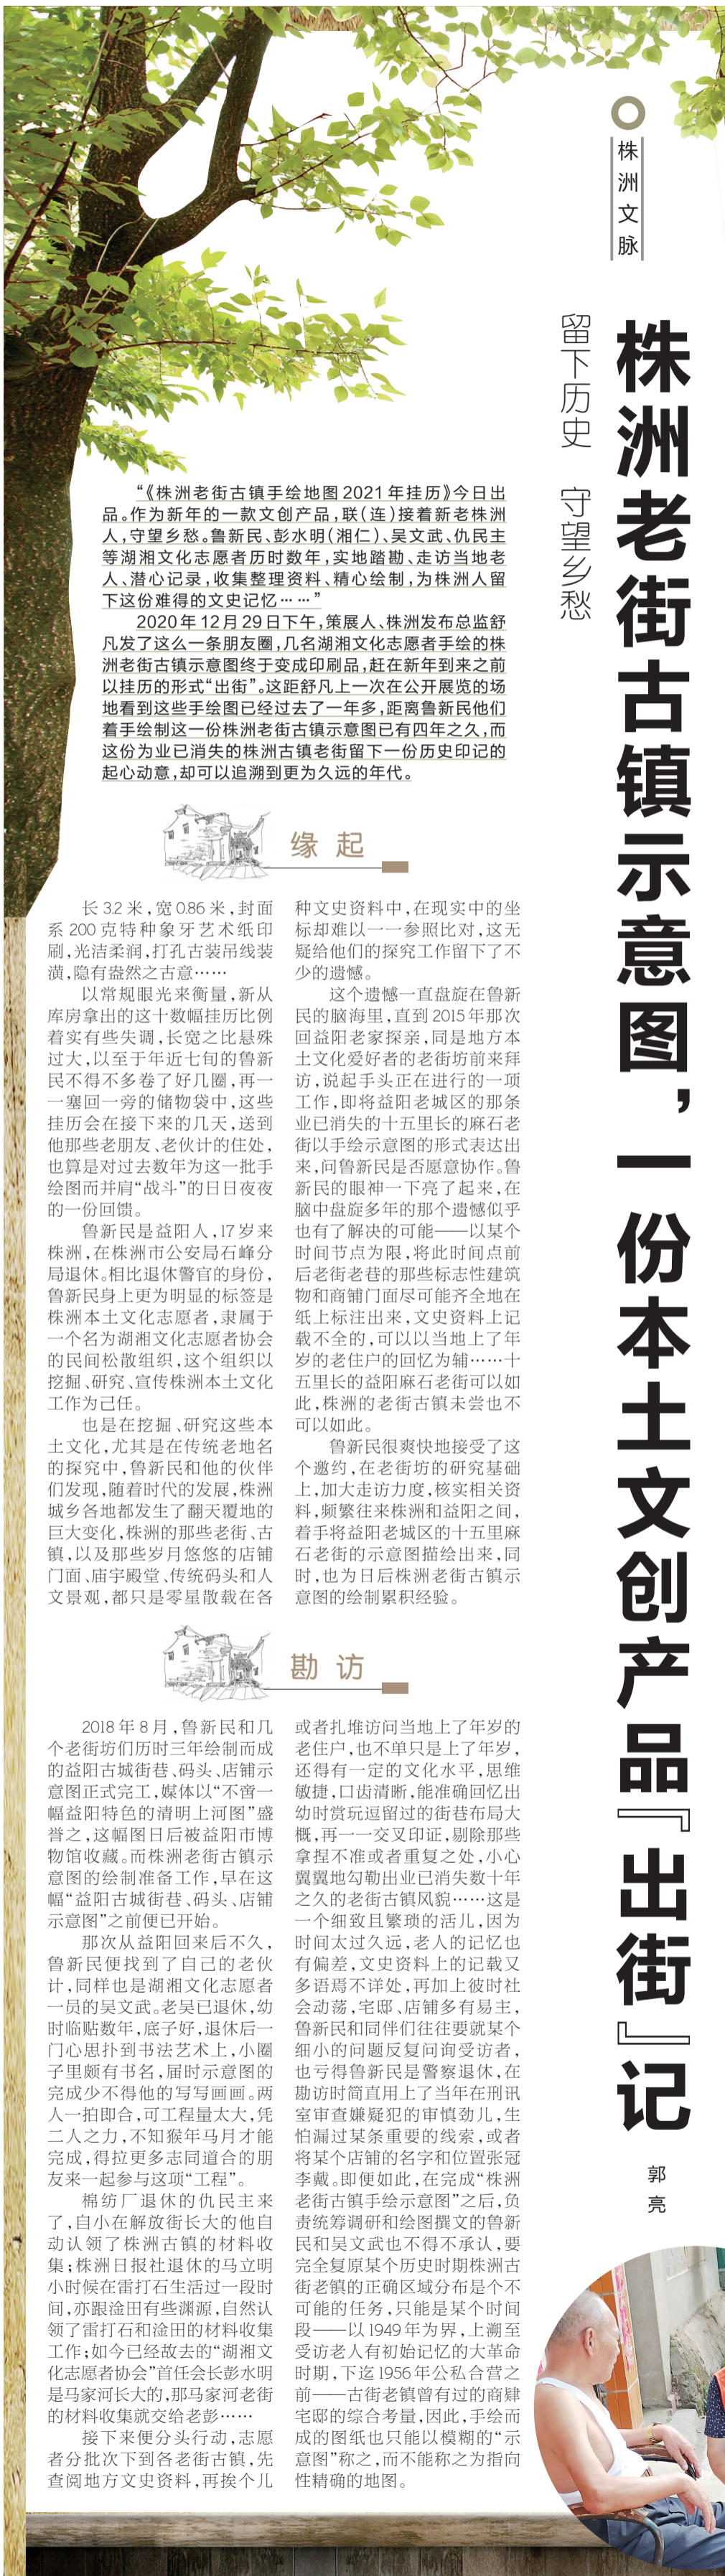 株洲文脉
株洲老街古镇示意图，一份本土文创产品『出街』记
留下历史 守望乡愁
郭亮
“《株洲老街古镇手绘地图2021年挂历》今日出
品。作为新年的一款文创产品，联（连）接着新老株洲
人，守望乡愁。鲁新民、彭水明（湘仁）、吴文武、仇民主
等湖湘文化志愿者历时数年，实地踏勘、走访当地老
人、潜心记录，收集整理资料、精心绘制，为株洲人留
下这份难得的文史记忆……”
2020年12月29日下午，策展人、株洲发布总监舒
凡发了这么一条朋友圈，几名湖湘文化志愿者手绘的株
洲老街古镇示意图终于变成印刷品，赶在新年到来之前
以挂历的形式“出街”。这距舒凡上一次在公开展览的场
地看到这些手绘图已经过去了一年多，距离鲁新民他们
着手绘制这一份株洲老街古镇示意图已有四年之久，而
这份为业已消失的株洲古镇老街留下一份历史印记的
起心动意，却可以追溯到更为久远的年代。
缘起
长3.2米，宽0.86米，封面
系200克特种象牙艺术纸印
刷，光洁柔润，打孔古装吊线装
潢，隐有盎然之古意……
以常规眼光来衡量，新从
库房拿出的这十数幅挂历比例
着实有些失调，长宽之比悬殊
过大，以至于年近七旬的鲁新
民不得不多卷了好几圈，再一
一塞回一旁的储物袋中，这些
挂历会在接下来的几天，送到
他那些老朋友、老伙计的住处，
也算是对过去数年为这一批手
绘图而并肩“战斗”的日日夜夜
的一份回馈。
鲁新民是益阳人，17岁来
株洲，在株洲市公安局石峰分
局退休。相比退休警官的身份，
鲁新民身上更为明显的标签是
株洲本土文化志愿者，隶属于
一个名为湖湘文化志愿者协会
的民间松散组织，这个组织以
挖掘、研究、宣传株洲本土文化
工作为己任。
也是在挖掘、研究这些本
土文化，尤其是在传统老地名
的探究中，鲁新民和他的伙伴
们发现，随着时代的发展，株洲
城乡各地都发生了翻天覆地的
巨大变化，株洲的那些老街、古
镇，以及那些岁月悠悠的店铺
门面、庙宇殿堂、传统码头和人
文景观，都只是零星散载在各
种文史资料中，在现实中的坐
标却难以一一参照比对，这无
疑给他们的探究工作留下了不
少的遗憾。
这个遗憾一直盘旋在鲁新
民的脑海里，直到2015年那次
回益阳老家探亲，同是地方本
土文化爱好者的老街坊前来拜
访，说起手头正在进行的一项
工作，即将益阳老城区的那条
业已消失的十五里长的麻石老
街以手绘示意图的形式表达出
来，问鲁新民是否愿意协作。鲁
新民的眼神一下亮了起来，在
脑中盘旋多年的那个遗憾似乎
也有了解决的可能——以某个
时间节点为限，将此时间点前
后老街老巷的那些标志性建筑
物和商铺门面尽可能齐全地在
纸上标注出来，文史资料上记
载不全的，可以以当地上了年
岁的老住户的回忆为辅……十
五里长的益阳麻石老街可以如
此，株洲的老街古镇未尝也不
可以如此。
鲁新民很爽快地接受了这
个邀约，在老街坊的研究基础
上，加大走访力度，核实相关资
料，频繁往来株洲和益阳之间，
着手将益阳老城区的十五里麻
石老街的示意图描绘出来，同
时，也为日后株洲老街古镇示
意图的绘制累积经验。
勘访
2018年8月，鲁新民和几
个老街坊们历时三年绘制而成
的益阳古城街巷、码头、店铺示
意图正式完工，媒体以“不啻一
幅益阳特色的清明上河图”盛
誉之，这幅图日后被益阳市博
物馆收藏。而株洲老街古镇示
意图的绘制准备工作，早在这
幅“益阳古城街巷、码头、店铺
示意图”之前便已开始。
那次从益阳回来后不久，
鲁新民便找到了自己的老伙
计，同样也是湖湘文化志愿者
一员的吴文武。老吴已退休，幼
时临贴数年，底子好，退休后一
门心思扑到书法艺术上，小圈
子里颇有书名，届时示意图的
完成少不得他的写写画画。两
人一拍即合，可工程量太大，凭
二人之力，不知猴年马月才能
完成，得拉更多志同道合的朋
友来一起参与这项“工程”。
棉纺厂退休的仇民主来
了，自小在解放街长大的他自
动认领了株洲古镇的材料收
集；株洲日报社退休的马立明
小时候在雷打石生活过一段时
间，亦跟淦田有些渊源，自然认
领了雷打石和淦田的材料收集
工作；如今已经故去的“湖湘文
化志愿者协会”首任会长彭水明
是马家河长大的，那马家河老街
的材料收集就交给老彭……
接下来便分头行动，志愿
者分批次下到各老街古镇，先
查阅地方文史资料，再挨个儿
或者扎堆访问当地上了年岁的
老住户，也不单只是上了年岁，
还得有一定的文化水平，思维
敏捷，口齿清晰，能准确回忆出
幼时赏玩逗留过的街巷布局大
概，再一一交叉印证，剔除那些
拿捏不准或者重复之处，小心
翼翼地勾勒出业已消失数十年
之久的老街古镇风貌……这是
一个细致且繁琐的活儿，因为
时间太过久远，老人的记忆也
有偏差，文史资料上的记载又
多语焉不详处，再加上彼时社
会动荡，宅邸、店铺多有易主，
鲁新民和同伴们往往要就某个
细小的问题反复问询受访者，
也亏得鲁新民是警察退休，在
勘访时简直用上了当年在刑讯
室审查嫌疑犯的审慎劲儿，生
怕漏过某条重要的线索，或者
将某个店铺的名字和位置张冠
李戴。即便如此，在完成“株洲
老街古镇手绘示意图”之后，负
责统筹调研和绘图撰文的鲁新
民和吴文武也不得不承认，要
完全复原某个历史时期株洲古
街老镇的正确区域分布是个不
可能的任务，只能是某个时间
段——以1949年为界，上溯至
受访老人有初始记忆的大革命
时期，下迄1956年公私合营之
前——古街老镇曾有过的商肆
宅邸的综合考量，因此，手绘而
成的图纸也只能以模糊的“示
意图”称之，而不能称之为指向
性精确的地图。